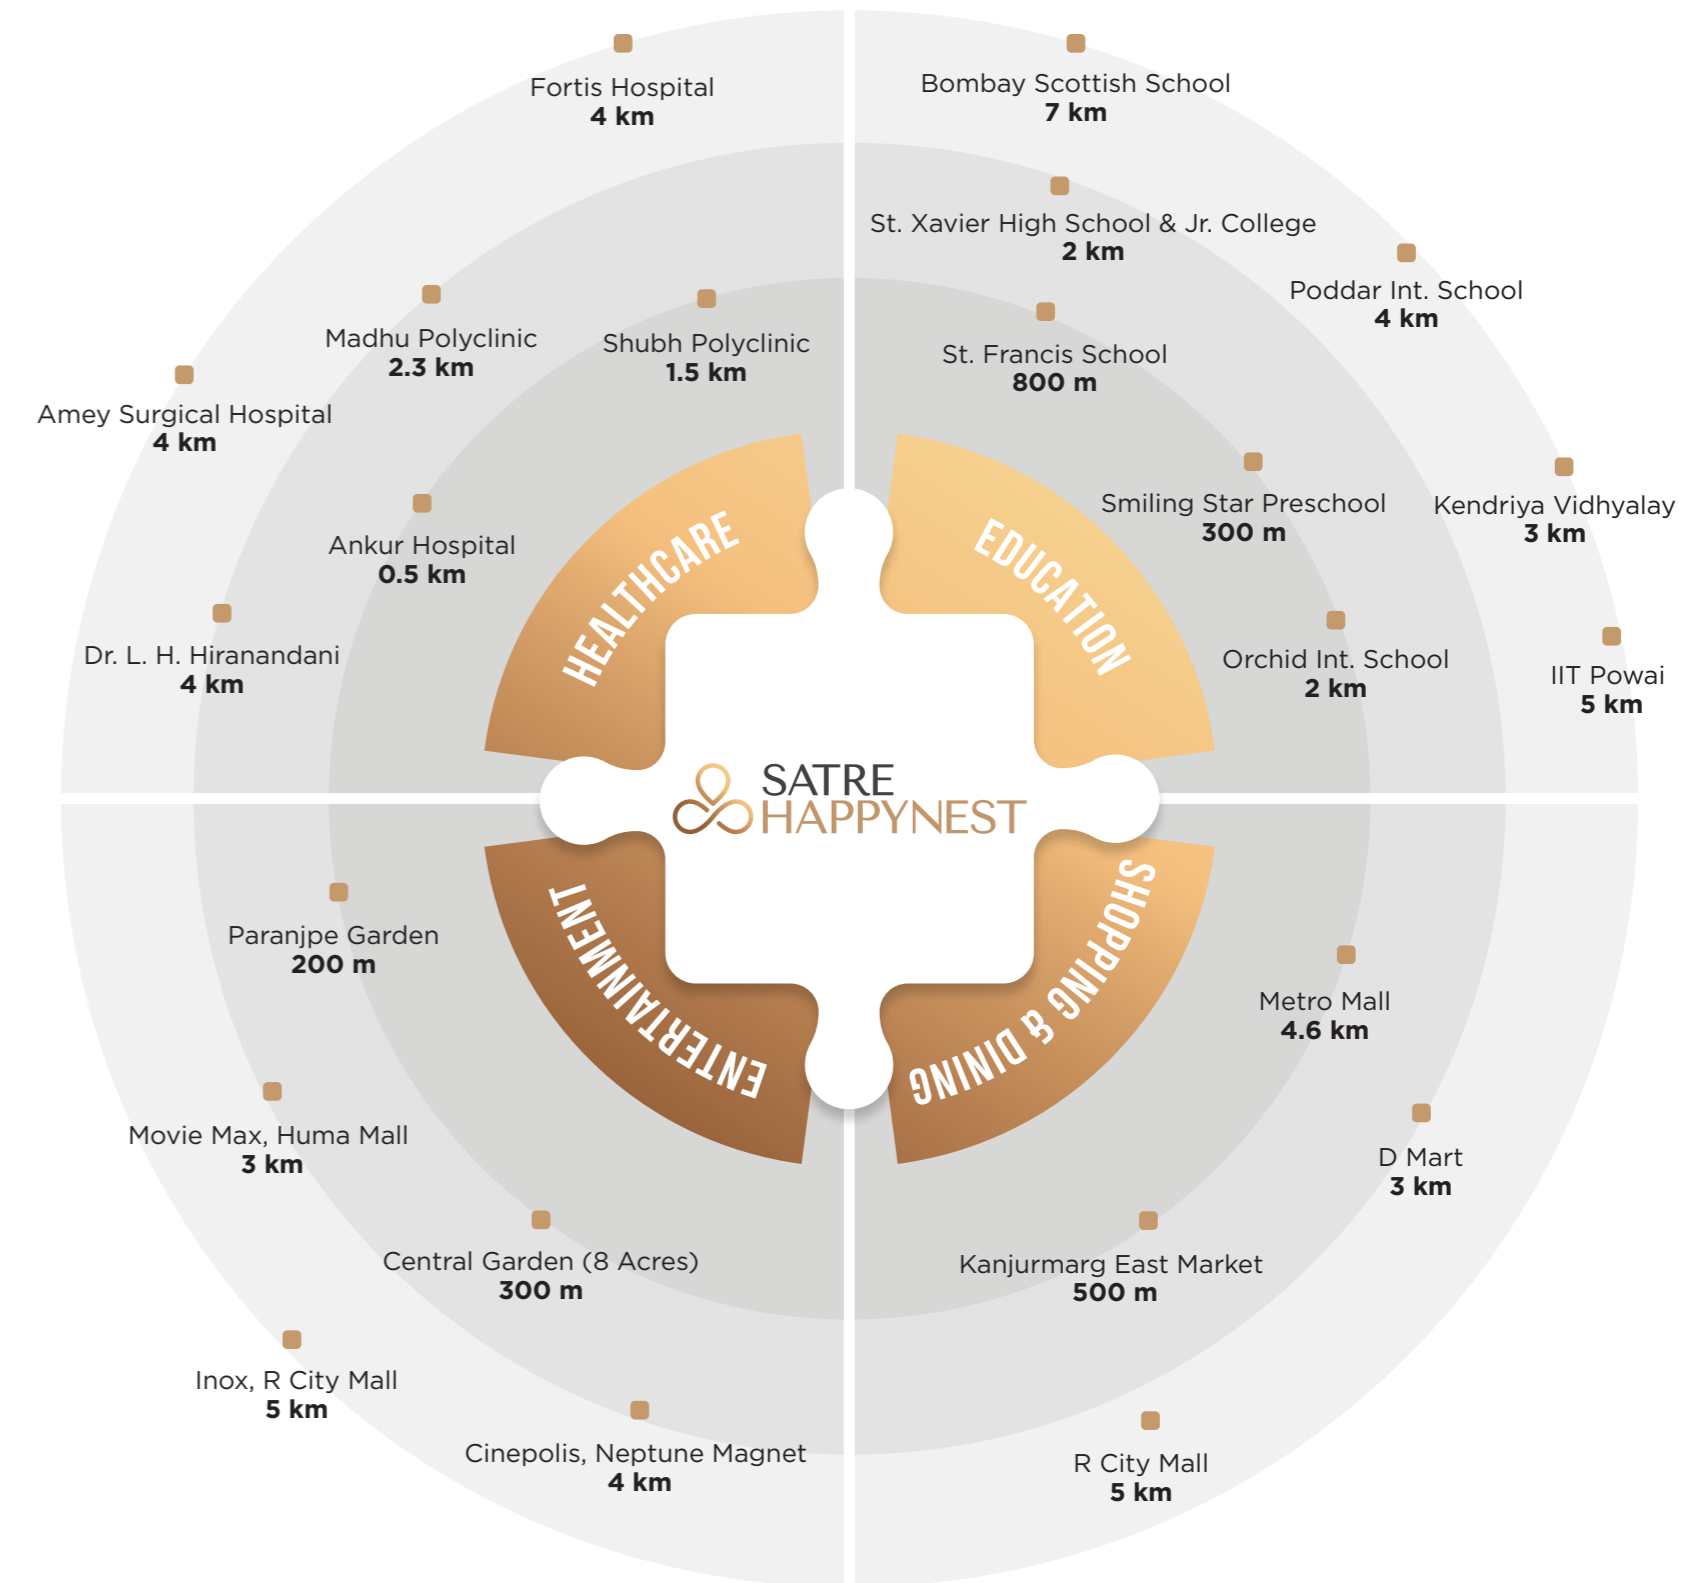 Fortis Hospital
4 km
Madhu Polyclinic
2.3 km
Shubh Polyclinic
1.5 km
Amey Surgical Hospital
4 km
Ankur Hospital
0.5 km
Dr. L. H. Hiranandani
4 km
HEALTHCARE
Bombay Scottish School
7 km
St. Xavier High School & Jr. College
2 km
Poddar Int. School
4 km
St. Francis School
800 m
Smiling Star Preschool
300 m
Kendriya Vidhyalay
3 km
Orchid Int. School
2 km
IIT Powai
5 km
EDUCATION
SATRE
HAPPYNEST
ENTERTAINMENT
Paranjpe Garden
200 m
Movie Max, Huma Mall
3 km
Central Garden (8 Acres)
300 m
Inox, R City Mall
5 km
Cinepolis, Neptune Magnet
4 km
SHOPPING & DINING
Metro Mall
4.6 km
D Mart
3 km
Kanjurmarg East Market
500 m
R City Mall
5 km